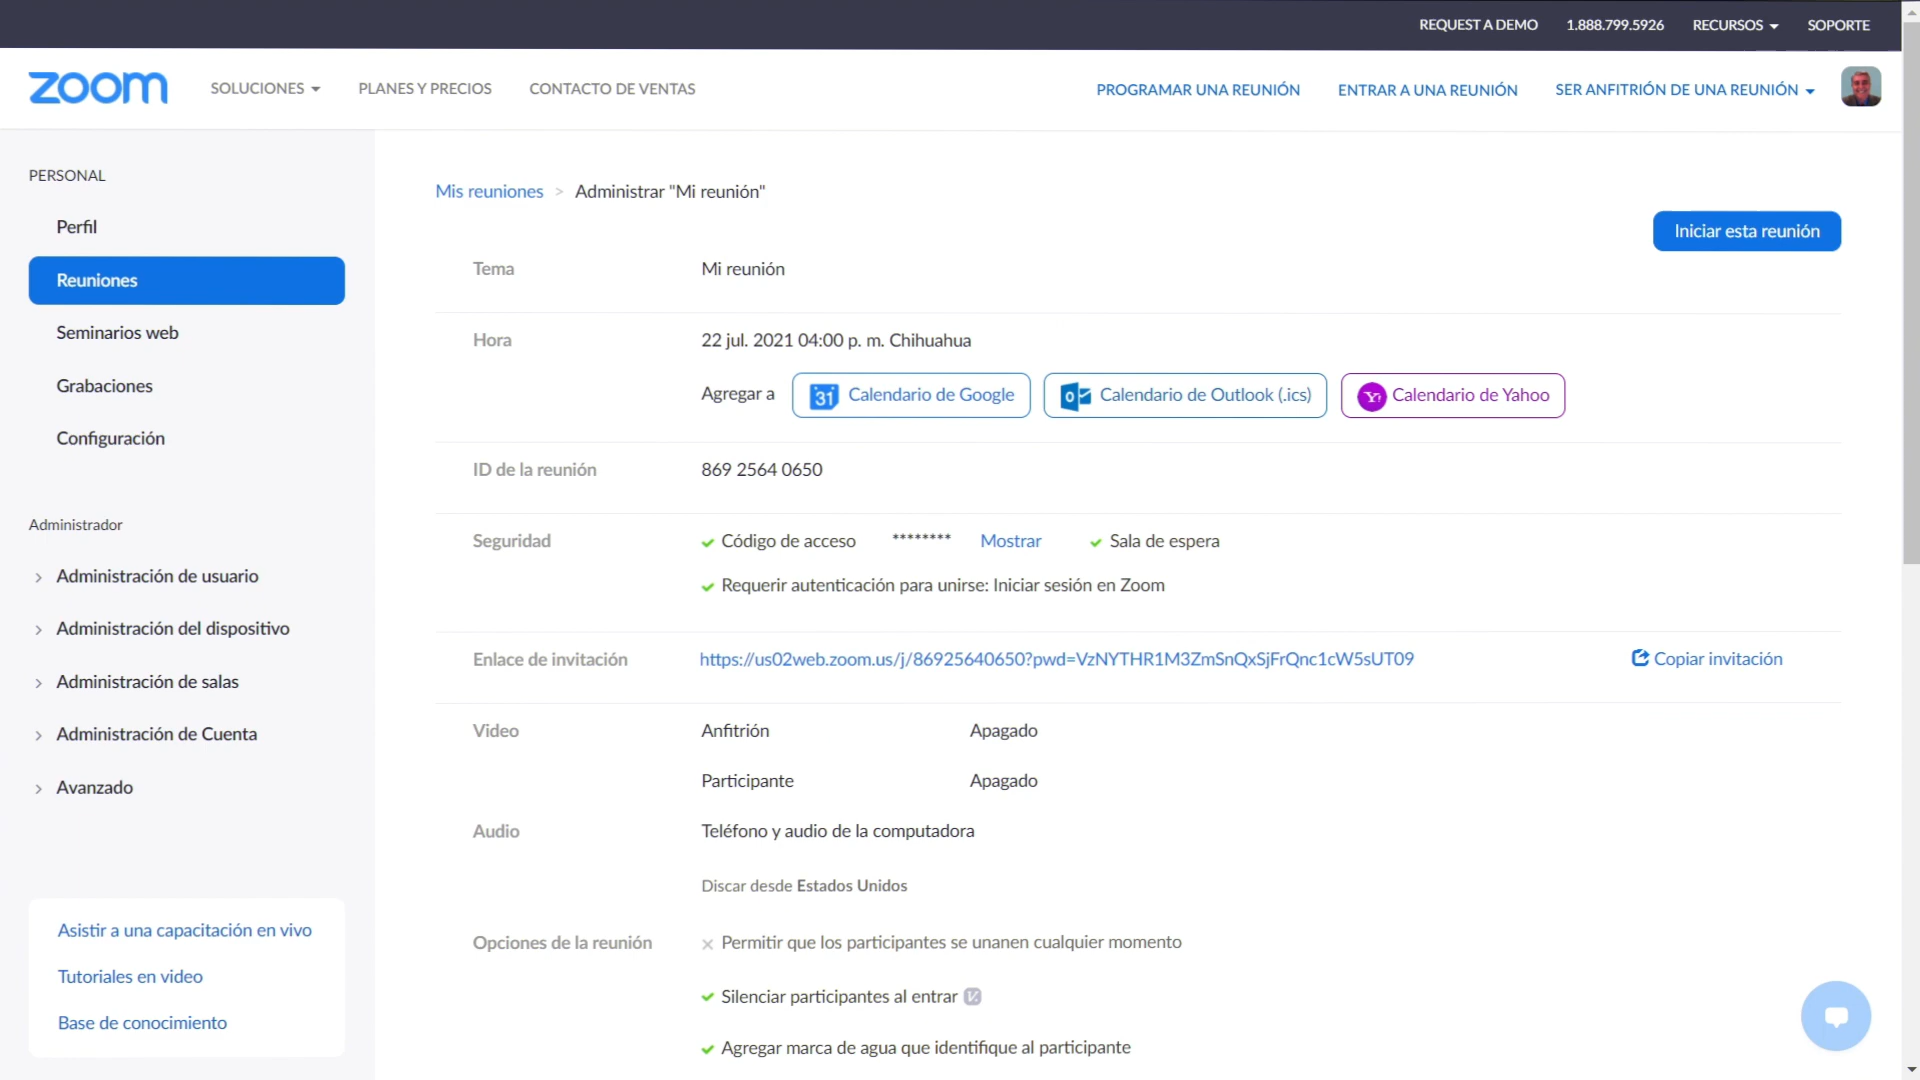 REQUEST A DEMO 1.888.799.5926 RECURSOS SOPORTE
zoom SOLUCIONES PLANES Y PRECIOS CONTACTO DE VENTAS PROGRAMAR UNA REUNIÓN ENTRAR A UNA REUNIÓN SER ANFITRIÓN DE UNA REUNIÓN
PERSONAL
Perfil
Reuniones
Seminarios web
Grabaciones
Configuración
Administrador
Administración de usuario
Administración del dispositivo
Administración de salas
Administración de Cuenta
Avanzado
Asistir a una capacitación en vivo
Tutoriales en video
Base de conocimiento
Mis reuniones > Administrar "Mi reunión"
Iniciar esta reunión
Tema Mi reunión
Hora 22 jul. 2021 04:00 p. m. Chihuahua
Agregar a 31 Calendario de Google Calendario de Outlook (.ics) Calendario de Yahoo
ID de la reunión 869 2564 0650
Seguridad Código de acceso ******** Mostrar Sala de espera
Requerir autenticación para unirse: Iniciar sesión en Zoom
Enlace de invitación https://us02web.zoom.us/j/86925640650?pwd=VzNYTHR1M3ZmSnQxSjFrQnc1cW5sUT09 Copiar invitación
Video Anfitrión Apagado
Participante Apagado
Audio Teléfono y audio de la computadora
Discar desde Estados Unidos
Opciones de la reunión Permitir que los participantes se unanen cualquier momento
Silenciar participantes al entrar
Agregar marca de agua que identifique al participante